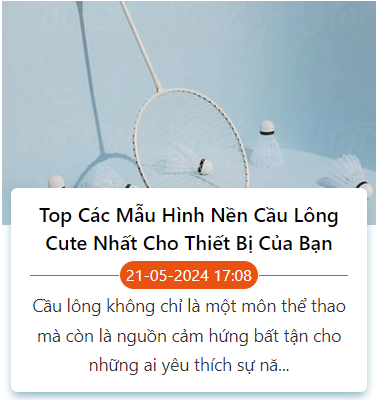 Top Các Mẫu Hình Nền Cầu Lông
Cute Nhất Cho Thiết Bị Của Bạn
21-05-2024 17:08
Cầu lông không chỉ là một môn thể thao
mà còn là nguồn cảm hứng bất tận cho
những ai yêu thích sự nă...